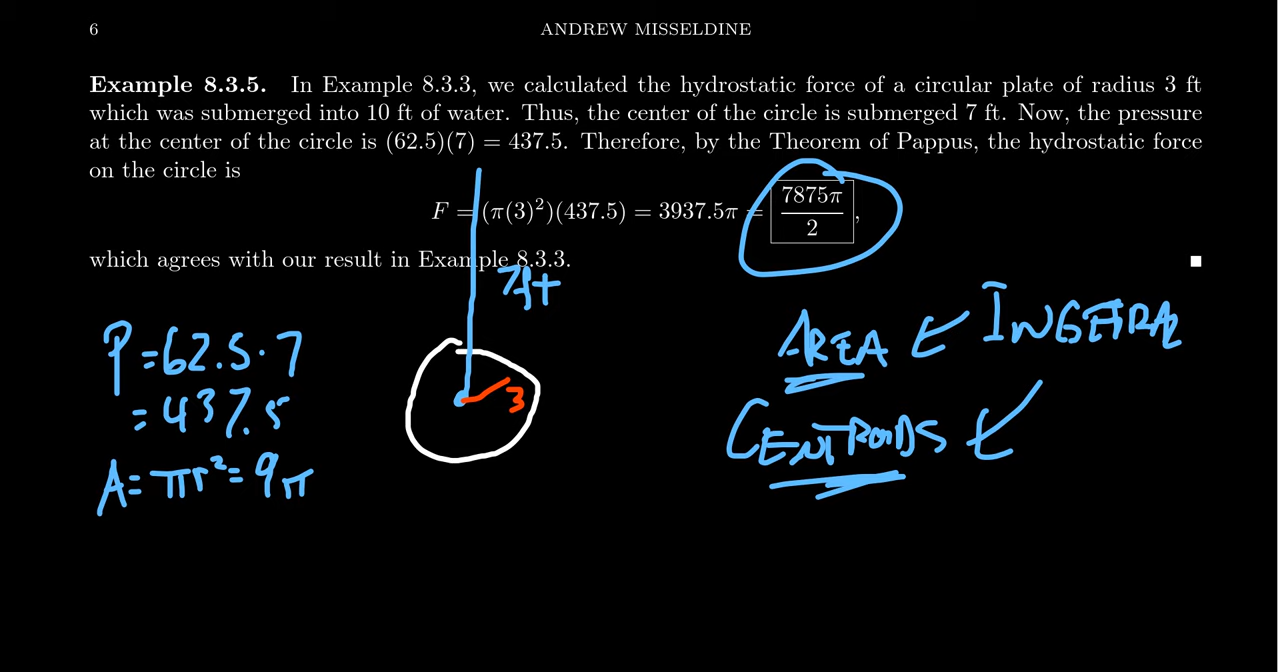 6
ANDREW MISSELDINE
Example 8.3.5. In Example 8.3.3, we calculated the hydrostatic force of a circular plate of radius 3 ft
which was submerged into 10 ft of water. Thus, the center of the circle is submerged 7 ft. Now, the pressure
at the center of the circle is (62.5)(7) = 437.5. Therefore, by the Theorem of Pappus, the hydrostatic force
on the circle is
F = (π(3)²)(437.5) = 3937.5π = 7875π/2,
which agrees with our result in Example 8.3.3.
7ft
3
P = 62.5 · 7
= 437.5
A = πr² = 9π
AREA ← INGETRAL
CENTROIDS ←